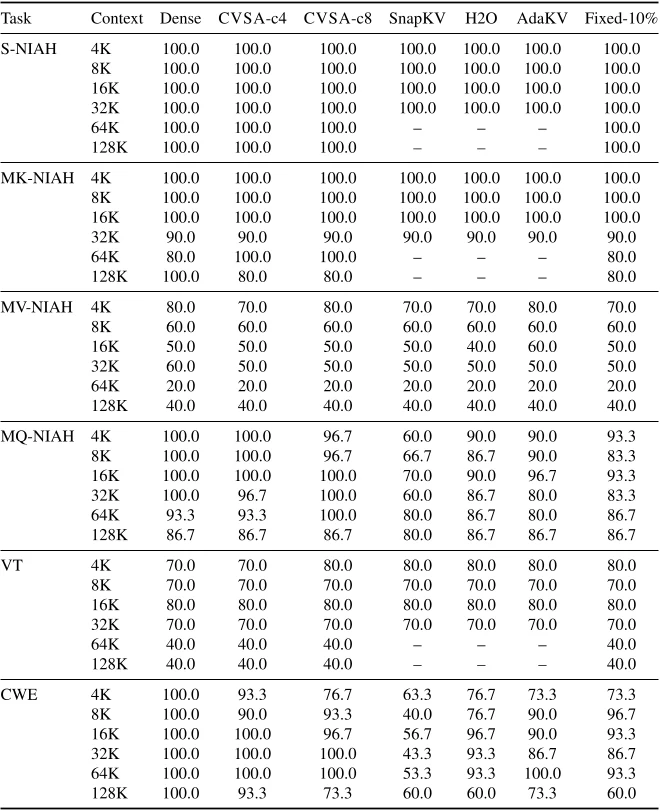 Task Context Dense CVSA-c4 CVSA-c8 SnapKV H2O AdaKV Fixed-10%
S-NIAH 4K 100.0 100.0 100.0 100.0 100.0 100.0 100.0
8K 100.0 100.0 100.0 100.0 100.0 100.0 100.0
16K 100.0 100.0 100.0 100.0 100.0 100.0 100.0
32K 100.0 100.0 100.0 100.0 100.0 100.0 100.0
64K 100.0 100.0 100.0 – – – 100.0
128K 100.0 100.0 100.0 – – – 100.0
MK-NIAH 4K 100.0 100.0 100.0 100.0 100.0 100.0 100.0
8K 100.0 100.0 100.0 100.0 100.0 100.0 100.0
16K 100.0 100.0 100.0 100.0 100.0 100.0 100.0
32K 90.0 90.0 90.0 90.0 90.0 90.0 90.0
64K 80.0 100.0 100.0 – – – 80.0
128K 100.0 80.0 80.0 – – – 80.0
MV-NIAH 4K 80.0 70.0 80.0 70.0 70.0 80.0 70.0
8K 60.0 60.0 60.0 60.0 60.0 60.0 60.0
16K 50.0 50.0 50.0 50.0 40.0 60.0 50.0
32K 60.0 50.0 50.0 50.0 50.0 50.0 50.0
64K 20.0 20.0 20.0 20.0 20.0 20.0 20.0
128K 40.0 40.0 40.0 40.0 40.0 40.0 40.0
MQ-NIAH 4K 100.0 100.0 96.7 60.0 90.0 90.0 93.3
8K 100.0 100.0 96.7 66.7 86.7 90.0 83.3
16K 100.0 100.0 100.0 70.0 90.0 96.7 93.3
32K 100.0 96.7 100.0 60.0 86.7 80.0 83.3
64K 93.3 93.3 100.0 80.0 80.0 80.0 86.7
128K 86.7 86.7 86.7 80.0 86.7 86.7 86.7
VT 4K 70.0 70.0 80.0 80.0 80.0 80.0 80.0
8K 70.0 70.0 70.0 70.0 70.0 70.0 70.0
16K 80.0 80.0 80.0 80.0 80.0 80.0 80.0
32K 70.0 70.0 70.0 70.0 70.0 70.0 70.0
64K 40.0 40.0 40.0 – – – 40.0
128K 40.0 40.0 40.0 – – – 40.0
CWE 4K 100.0 93.3 76.7 63.3 76.7 73.3 73.3
8K 100.0 90.0 93.3 40.0 76.7 90.0 96.7
16K 100.0 100.0 96.7 56.7 96.7 90.0 93.3
32K 100.0 100.0 100.0 43.3 93.3 86.7 86.7
64K 100.0 100.0 100.0 53.3 93.3 100.0 93.3
128K 100.0 93.3 73.3 60.0 60.0 73.3 60.0